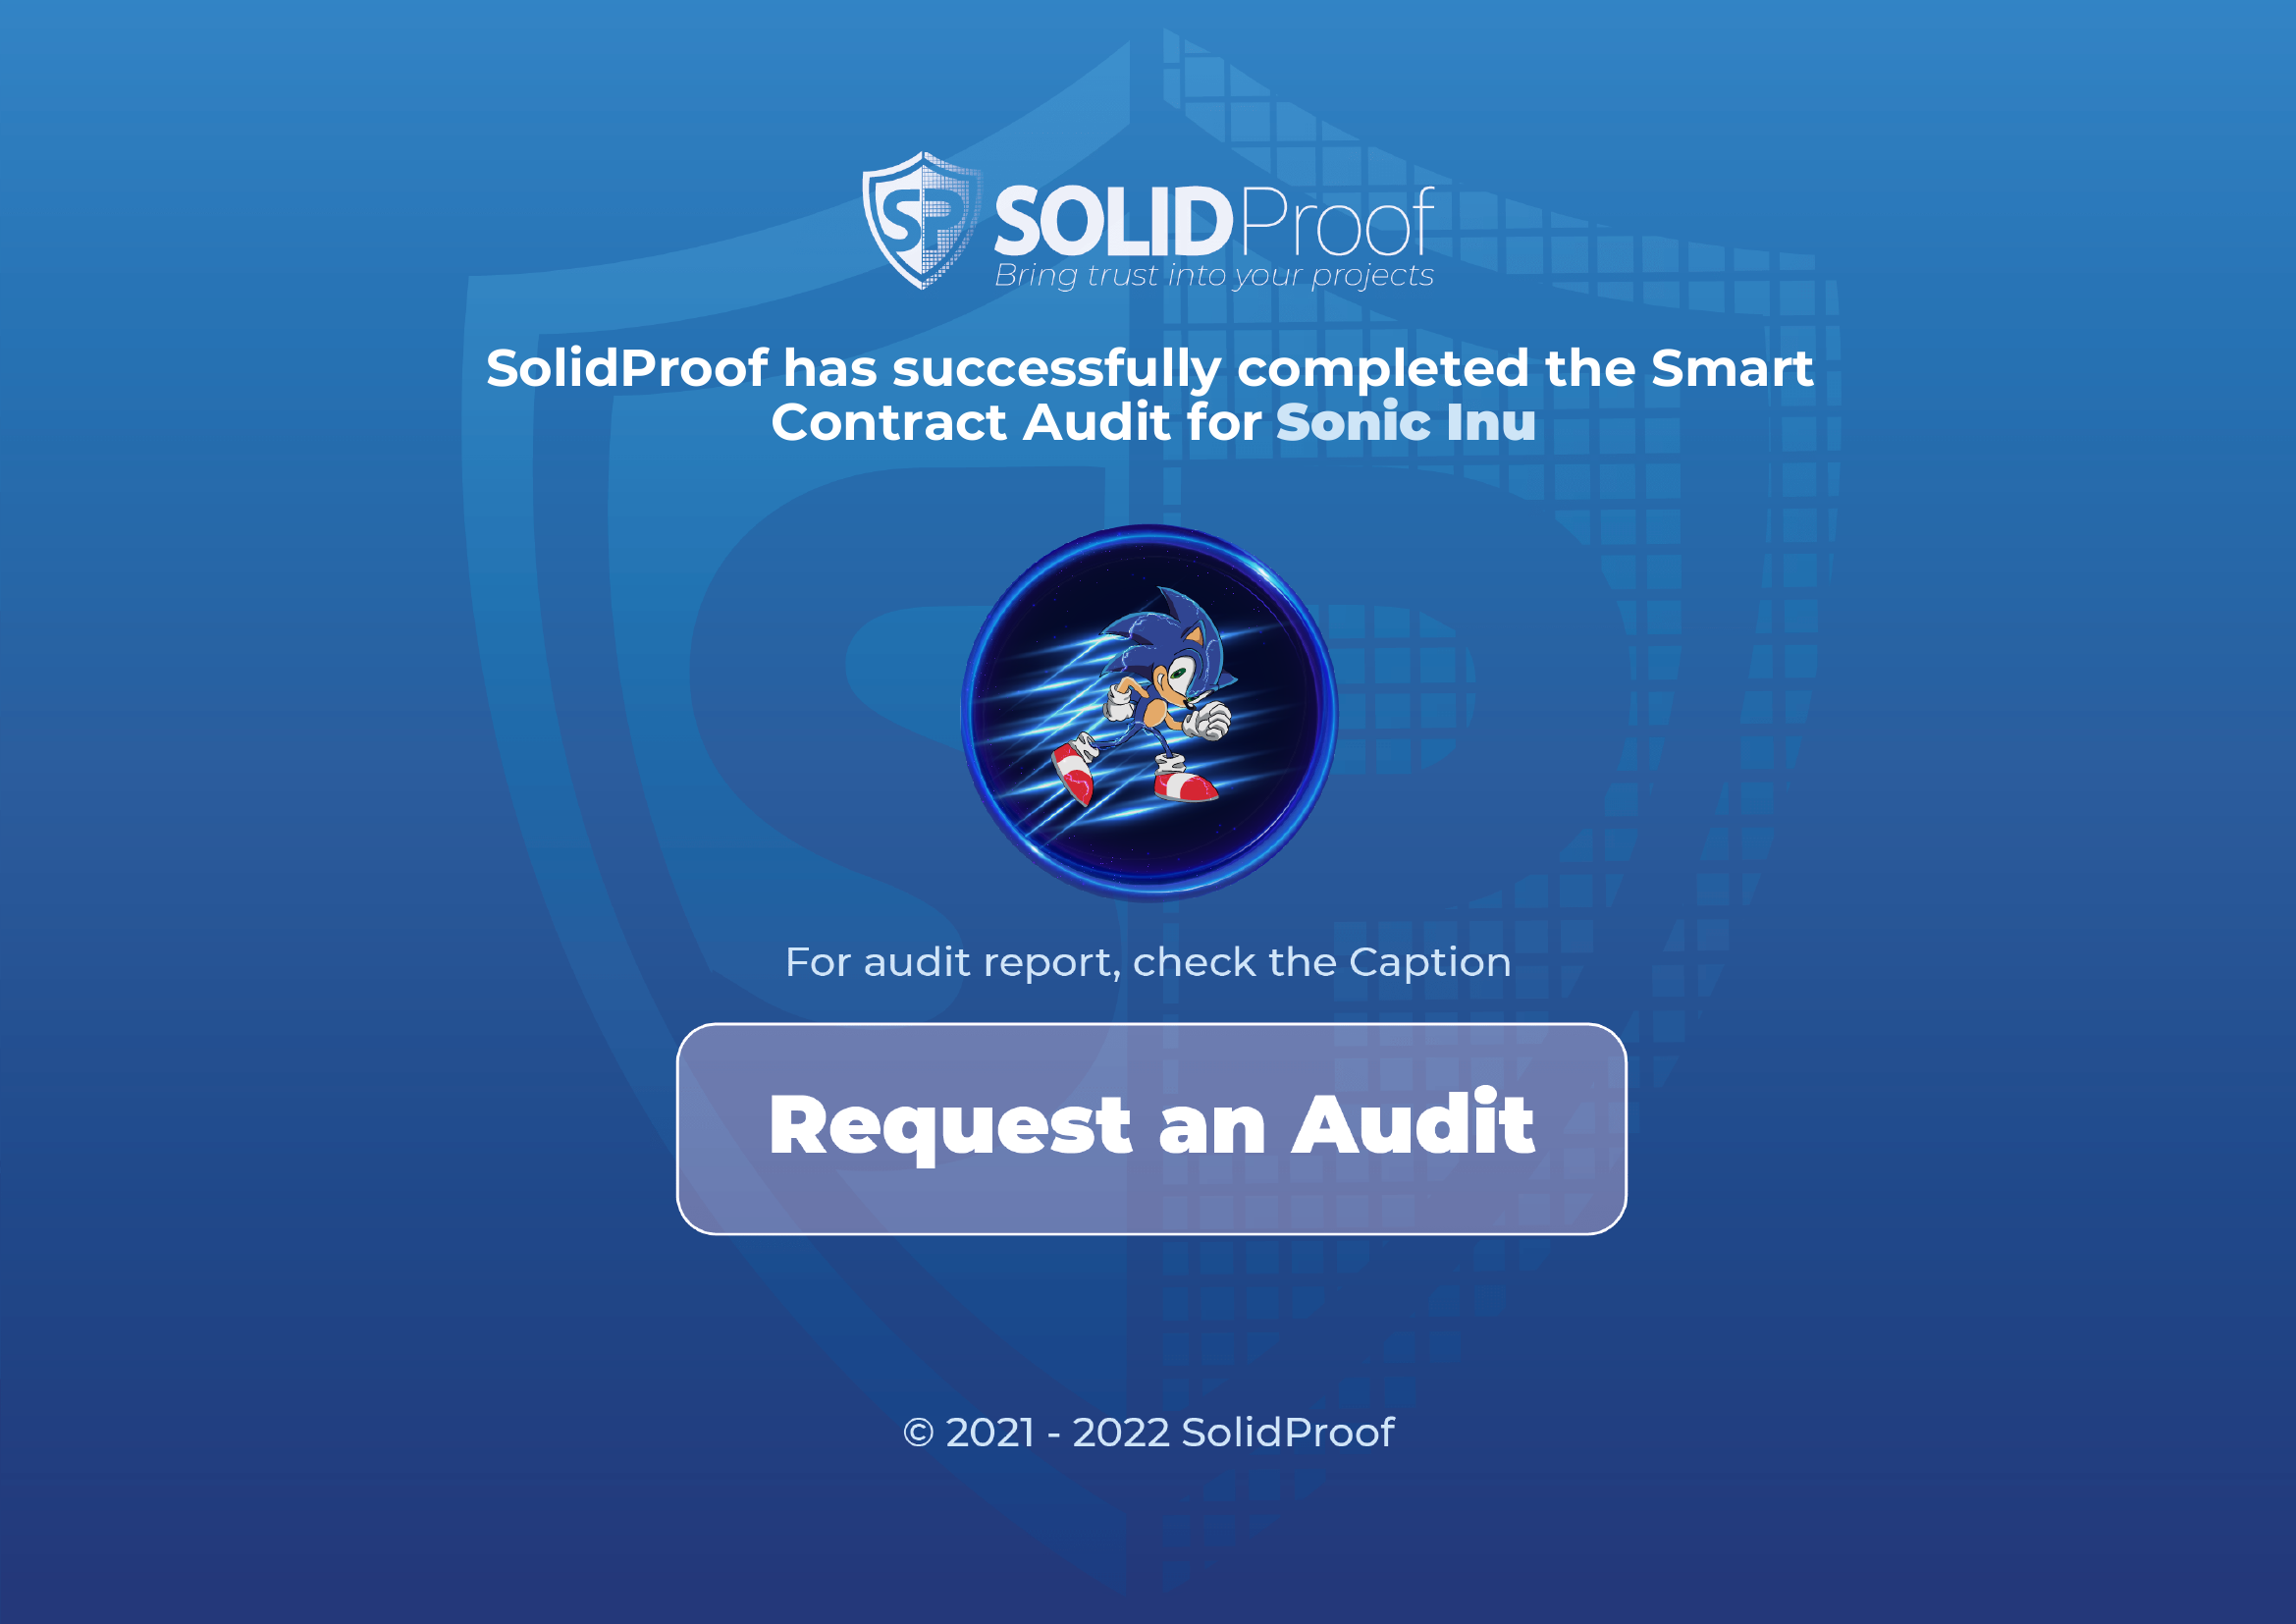 SP SOLIDProof
Bring trust into your projects
SolidProof has successfully completed the Smart
Contract Audit for Sonic Inu
For audit report, check the Caption
Request an Audit
© 2021 - 2022 SolidProof